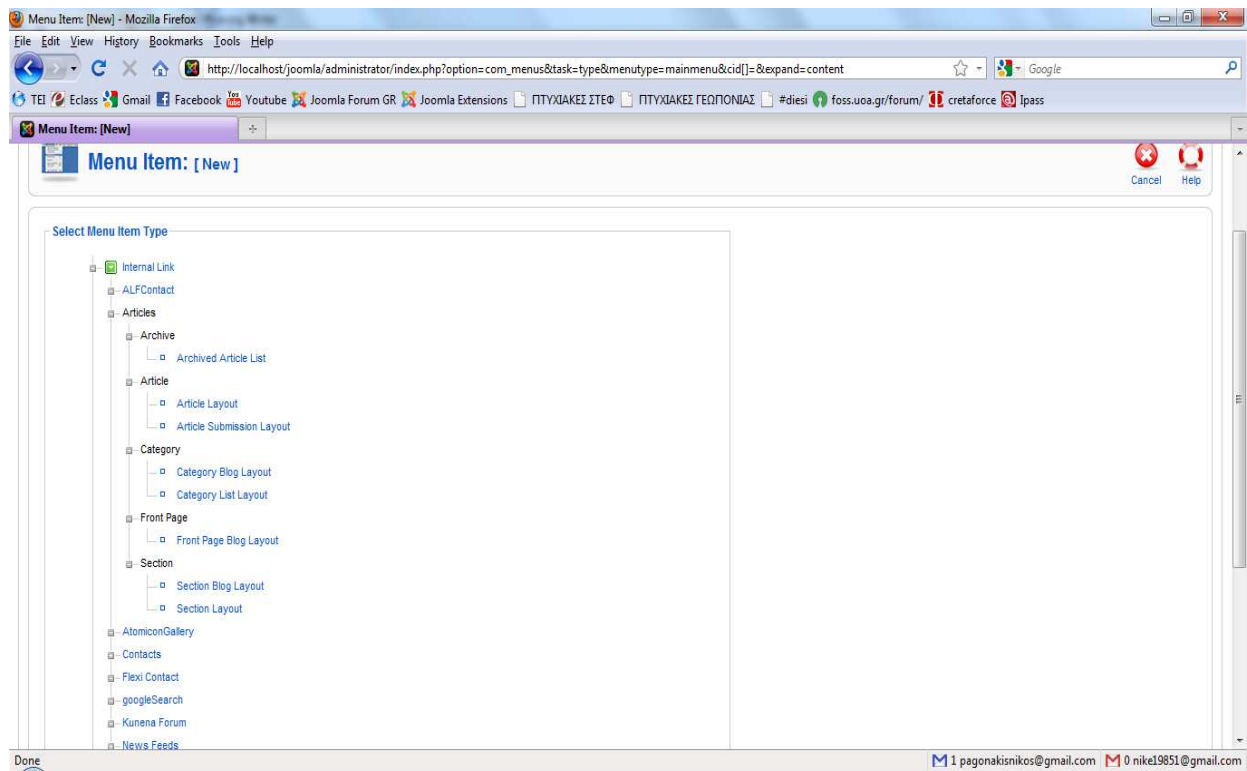 Menu Item: [New] - Mozilla Firefox
File Edit View History Bookmarks Tools Help
http://localhost/joomla/administrator/index.php?option=com_menus&task=type&menutype=mainmenu&cid[]=&expand=content
Google
TEI Eclass Gmail Facebook Youtube Joomla Forum GR Joomla Extensions ΠΤΥΧΙΑΚΕΣ ΣΤΕΦ ΠΤΥΧΙΑΚΕΣ ΓΕΩΠΟΝΙΑΣ #diesi foss.uoa.gr/forum/ cretaforce Ipass
Menu Item: [New]
Menu Item: [ New ]
Cancel Help
Select Menu Item Type
Internal Link
ALFContact
Articles
Archive
Archived Article List
Article
Article Layout
Article Submission Layout
Category
Category Blog Layout
Category List Layout
Front Page
Front Page Blog Layout
Section
Section Blog Layout
Section Layout
AtomiconGallery
Contacts
Flexi Contact
googleSearch
Kunena Forum
News Feeds
Done
1 pagonakisnikos@gmail.com 0 nike19851@gmail.com